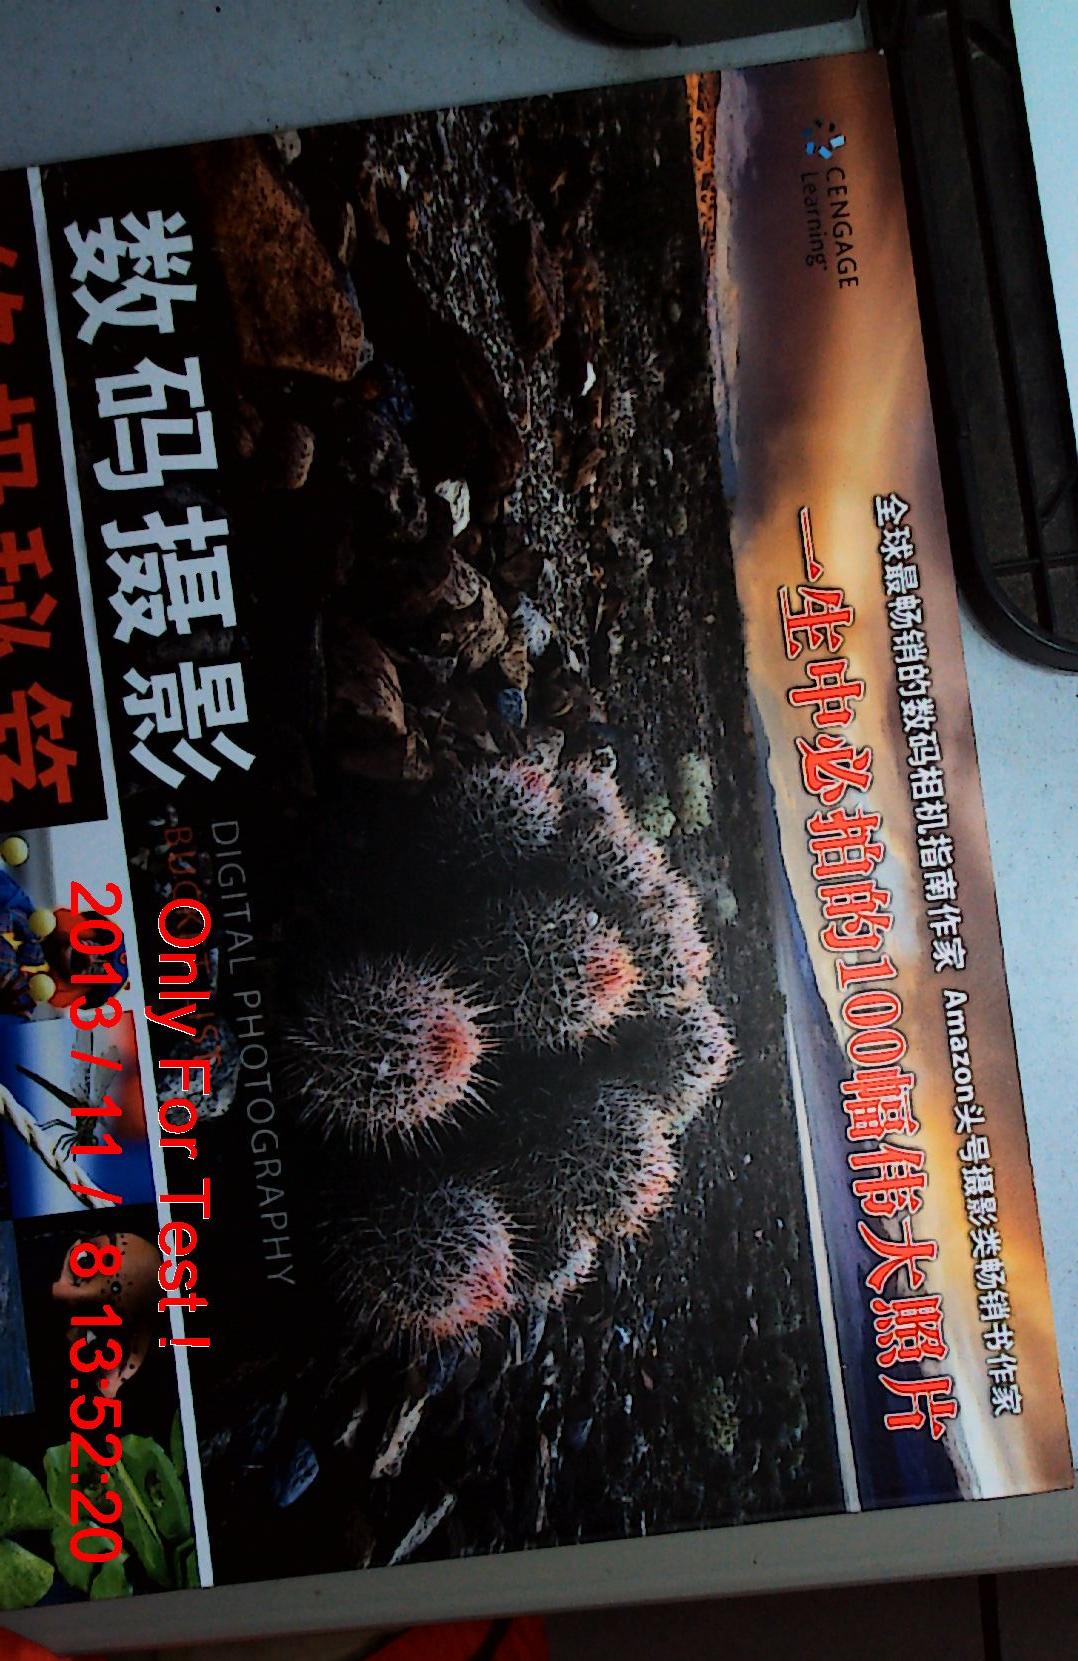 CENGAGE
Learning
全球最畅销的数码相机指南作家 Amazon头号摄影类畅销书作家
一生中必拍的100幅伟大照片
DIGITAL PHOTOGRAPHY
数码摄影
Only For Test !
2013 / 11 / 8 13:52:20